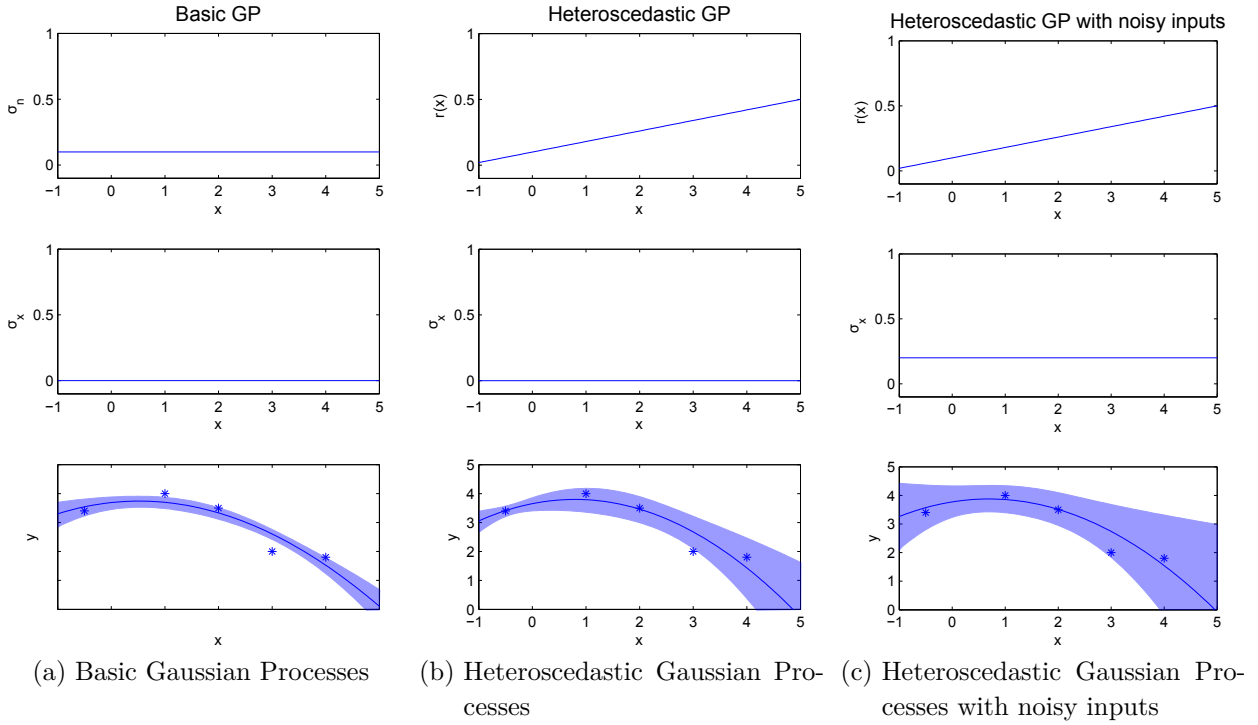 Basic GP
1
0.5
0
σn
−1 0 1 2 3 4 5
x
1
0.5
0
σx
−1 0 1 2 3 4 5
x
y
x
(a) Basic Gaussian Processes
Heteroscedastic GP
1
0.5
0
r(x)
−1 0 1 2 3 4 5
x
1
0.5
0
σx
−1 0 1 2 3 4 5
x
5
4
3
2
1
0
y
−1 0 1 2 3 4 5
x
(b) Heteroscedastic Gaussian Pro-
cesses
Heteroscedastic GP with noisy inputs
1
0.5
0
r(x)
−1 0 1 2 3 4 5
x
1
0.5
0
σx
−1 0 1 2 3 4 5
x
5
4
3
2
1
0
y
−1 0 1 2 3 4 5
x
(c) Heteroscedastic Gaussian Pro-
cesses with noisy inputs